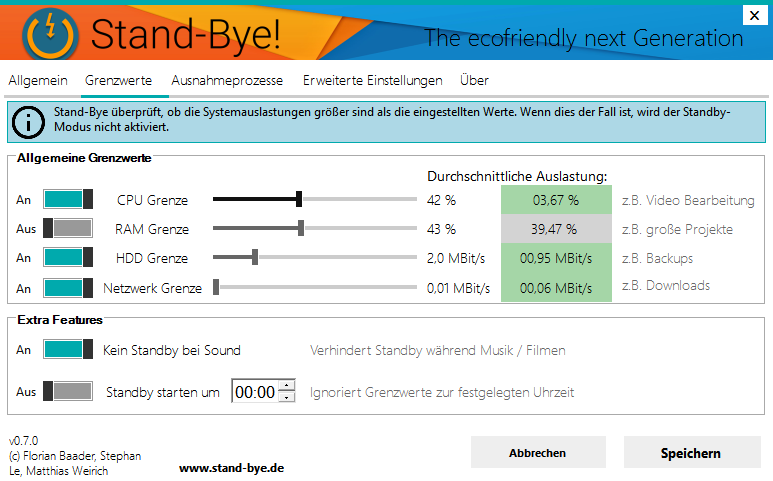 Stand-Bye!
The ecofriendly next Generation
Allgemein Grenzwerte Ausnahmeprozesse Erweiterte Einstellungen Über
Stand-Bye überprüft, ob die Systemauslastungen größer sind als die eingestellten Werte. Wenn dies der Fall ist, wird der Standby-
Modus nicht aktiviert.
Allgemeine Grenzwerte
Durchschnittliche Auslastung:
An CPU Grenze 42 % 03,67 % z.B. Video Bearbeitung
Aus RAM Grenze 43 % 39,47 % z.B. große Projekte
An HDD Grenze 2,0 MBit/s 00,95 MBit/s z.B. Backups
An Netzwerk Grenze 0,01 MBit/s 00,06 MBit/s z.B. Downloads
Extra Features
An Kein Standby bei Sound Verhindert Standby während Musik / Filmen
Aus Standby starten um 00:00 Ignoriert Grenzwerte zur festgelegten Uhrzeit
v0.7.0
(c) Florian Baader, Stephan
Le, Matthias Weirich
www.stand-bye.de
Abbrechen
Speichern